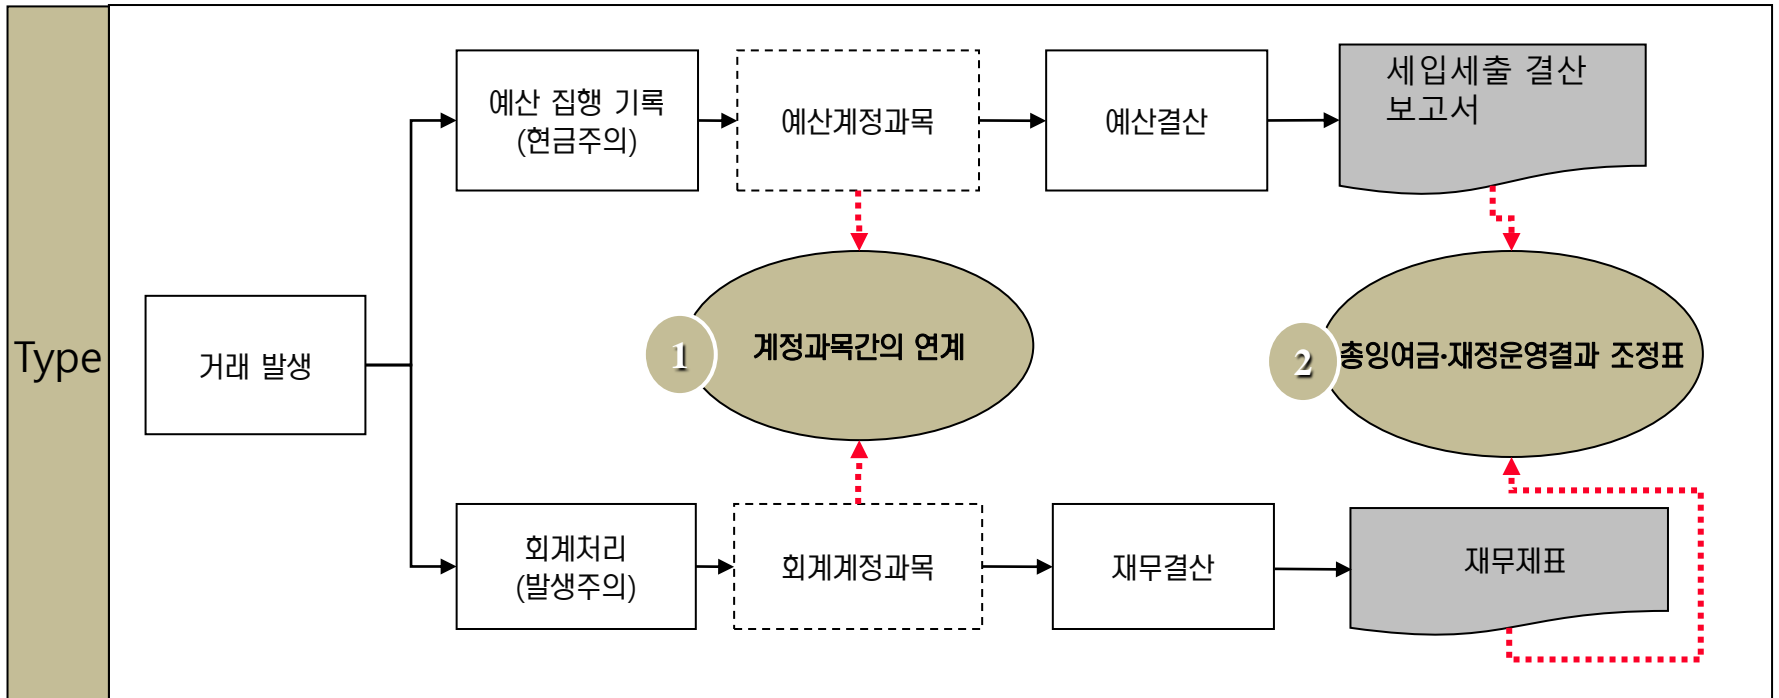 Type
예산 집행 기록
(현금주의)
예산계정과목
예산결산
세입세출 결산
보고서
거래 발생
1
계정과목간의 연계
2
총잉여금·재정운영결과 조정표
회계처리
(발생주의)
회계계정과목
재무결산
재무제표